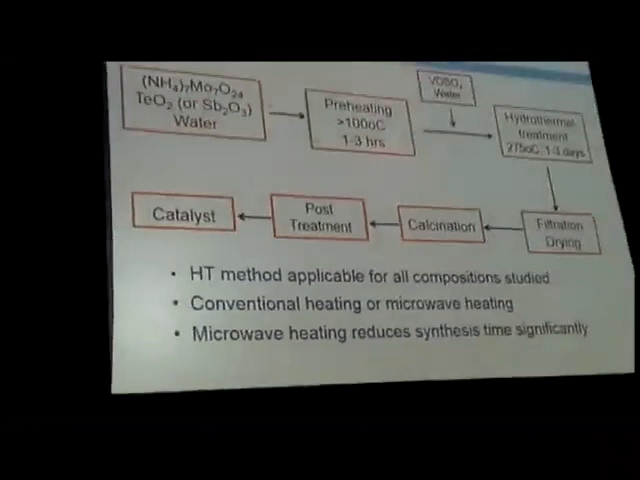 (NH₄)₇Mo₇O₂₄
TeO₂ (or Sb₂O₃)
Water
Preheating
>100oC
1-3 hrs
VOSO₄
Water
Hydrothermal
treatment
275oC, 1-3 days
Catalyst
Post
Treatment
Calcination
Filtration
Drying
• HT method applicable for all compositions studied
• Conventional heating or microwave heating
• Microwave heating reduces synthesis time significantly